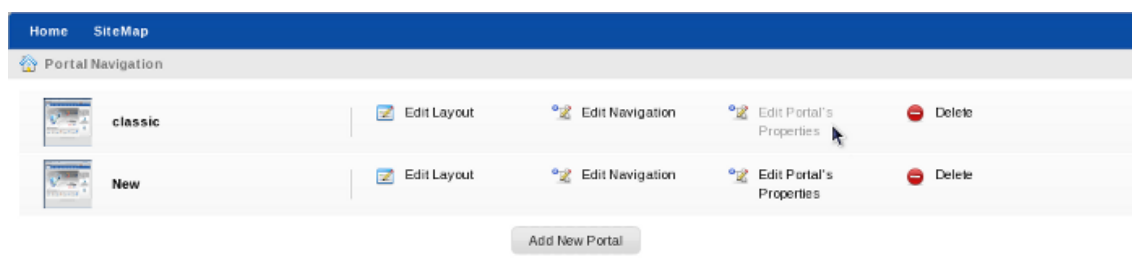 Home SiteMap
Portal Navigation
classic Edit Layout Edit Navigation Edit Portal's Properties Delete
New Edit Layout Edit Navigation Edit Portal's Properties Delete
Add New Portal